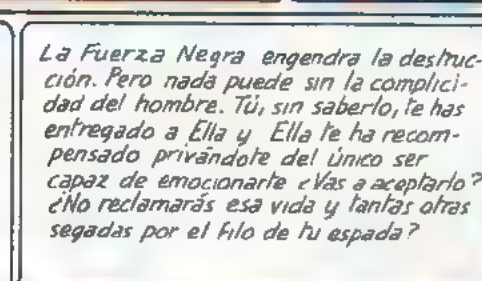 La Fuerza Negra engendra la destruc-
ción. Pero nada puede sin la complici-
dad del hombre. Tú, sin saberlo, te has
entregado a Ella y Ella te ha recom-
pensado privándote del único ser
capaz de emocionarte ¿Vas a aceptarlo?
¿No reclamarás esa vida y tantas otras
segadas por el filo de tu espada?